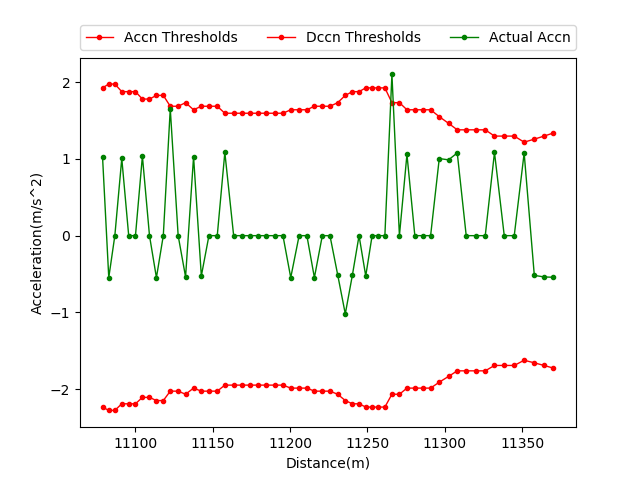 Accn Thresholds Dccn Thresholds Actual Accn
2
1
0
−1
−2
Acceleration(m/s^2)
11100 11150 11200 11250 11300 11350
Distance(m)